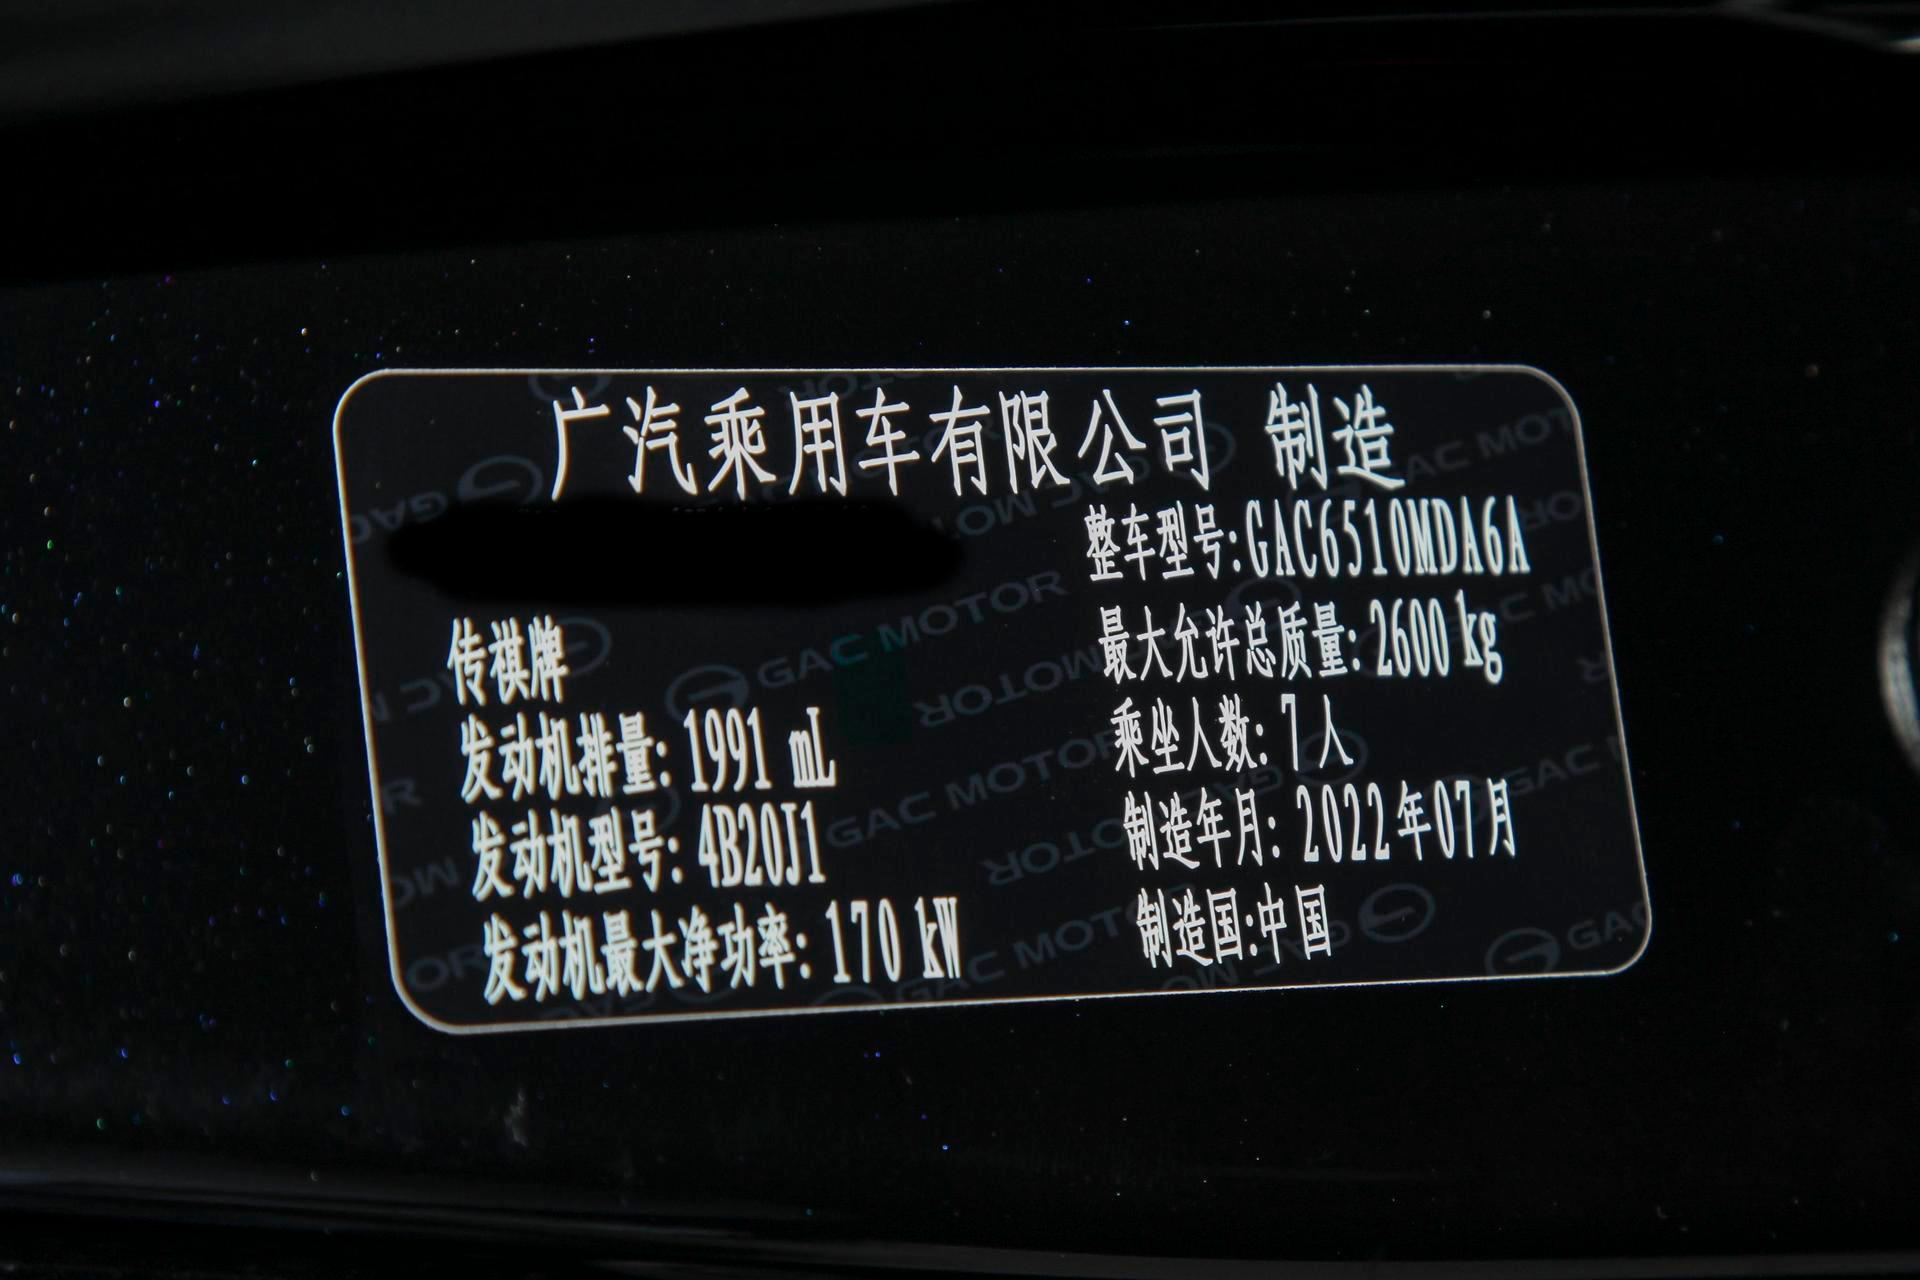 广汽乘用车有限公司 制造
整车型号:GAC6510MDA6A
传祺牌
最大允许总质量: 2600 kg
发动机排量: 1991 mL
乘坐人数: 7人
发动机型号: 4B20J1
制造年月: 2022年07月
发动机最大净功率: 170 kW
制造国:中国
GAC MOTOR